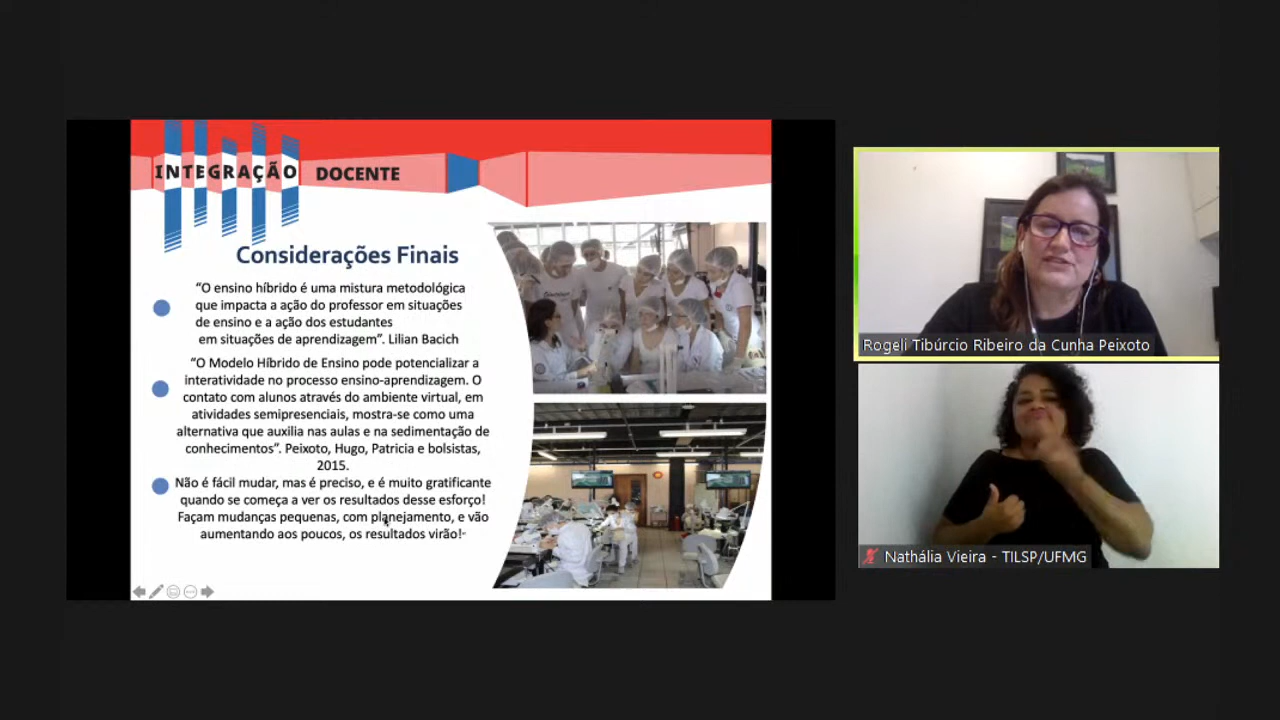 INTEGRAÇÃO DOCENTE
Considerações Finais
“O ensino híbrido é uma mistura metodológica
que impacta a ação do professor em situações
de ensino e a ação dos estudantes
em situações de aprendizagem”. Lilian Bacich
“O Modelo Híbrido de Ensino pode potencializar a
interatividade no processo ensino-aprendizagem. O
contato com alunos através do ambiente virtual, em
atividades semipresenciais, mostra-se como uma
alternativa que auxilia nas aulas e na sedimentação de
conhecimentos”. Peixoto, Hugo, Patricia e bolsistas,
2015.
Não é fácil mudar, mas é preciso, e é muito gratificante
quando se começa a ver os resultados desse esforço!
Façam mudanças pequenas, com planejamento, e vão
aumentando aos poucos, os resultados virão!-
Rogeli Tibúrcio Ribeiro da Cunha Peixoto
Nathália Vieira - TILSP/UFMG